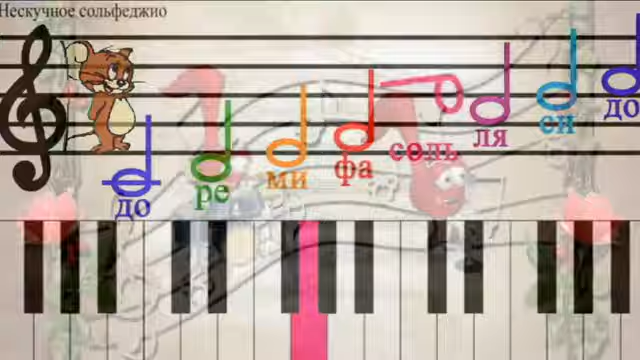 Нескучное сольфеджио
до ре ми фа соль ля си до